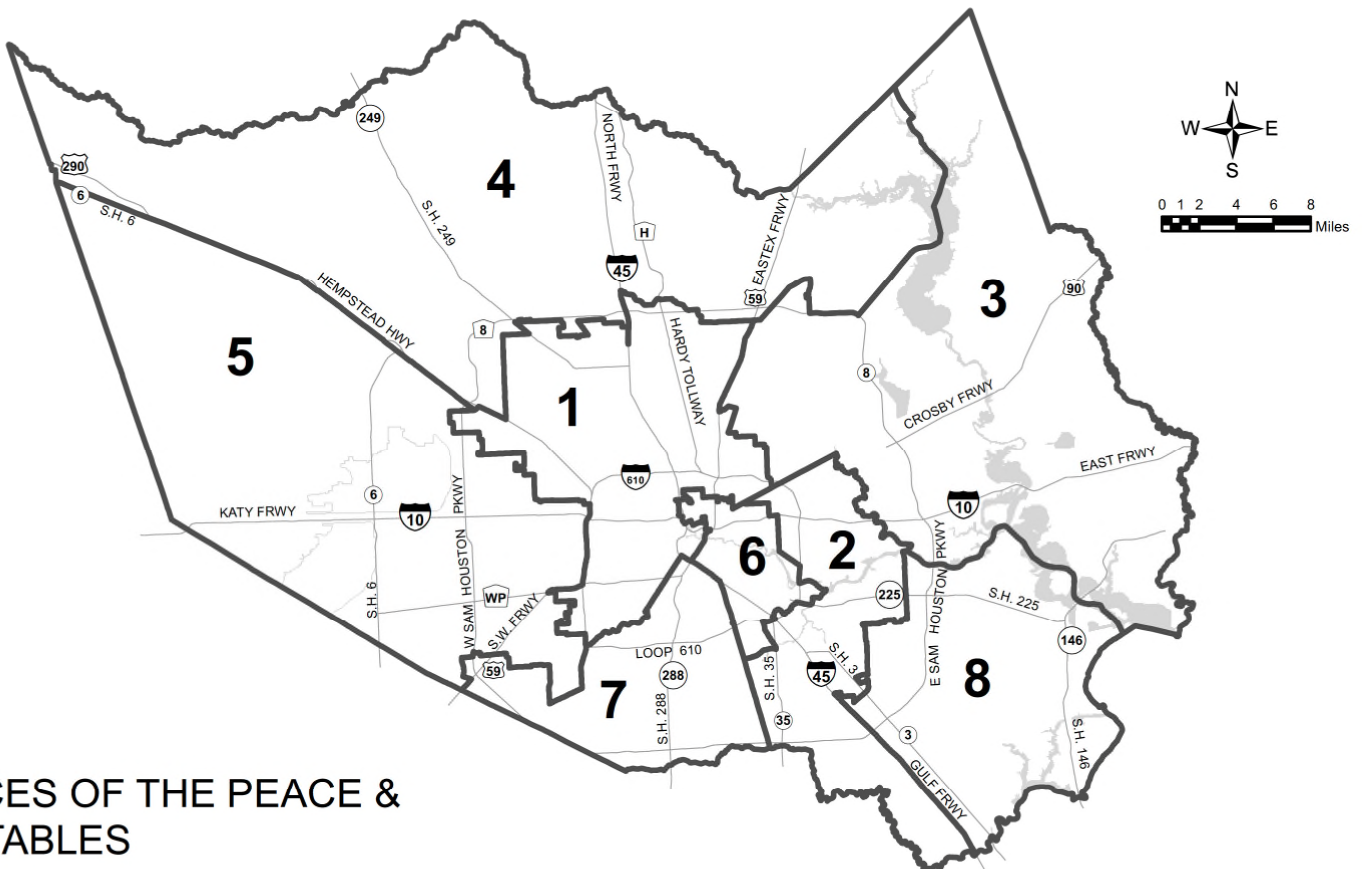 N
W E
S
0 1 2 4 6 8
Miles
249
NORTH FRWY
4
290
6
S.H. 6
S.H. 249
H
45
EASTEX FRWY
59
3
90
HEMPSTEAD HWY
5
8
HARDY TOLLWAY
1
8
CROSBY FRWY
610
EAST FRWY
6
KATY FRWY
10
W SAM HOUSTON PKWY
10
6
2
E SAM HOUSTON PKWY
S.H. 6
WP
S.W. FRWY
225
S.H. 225
146
LOOP 610
59
7
288
S.H. 288
S.H. 35
35
45
S.H. 3
3
8
S.H. 146
GULF FRWY
CES OF THE PEACE &
TABLES